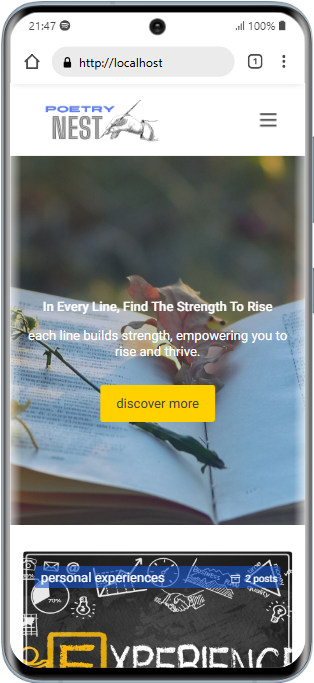 21:47
100%
http://localhost
1
POETRY
NEST
In Every Line, Find The Strength To Rise
each line builds strength, empowering you to
rise and thrive.
discover more
personal experiences
2 posts
70%
EXPERIENCE